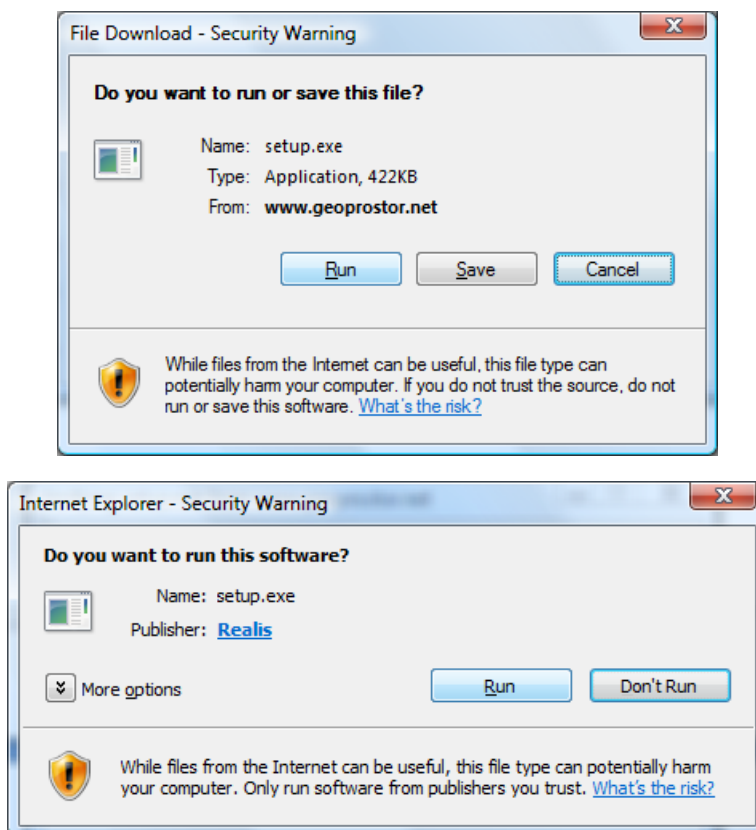 File Download - Security Warning
Do you want to run or save this file?
Name: setup.exe
Type: Application, 422KB
From: www.geoprostor.net
Run Save Cancel
While files from the Internet can be useful, this file type can
potentially harm your computer. If you do not trust the source, do not
run or save this software. What's the risk?
Internet Explorer - Security Warning
Do you want to run this software?
Name: setup.exe
Publisher: Realis
More options Run Don't Run
While files from the Internet can be useful, this file type can potentially harm
your computer. Only run software from publishers you trust. What's the risk?